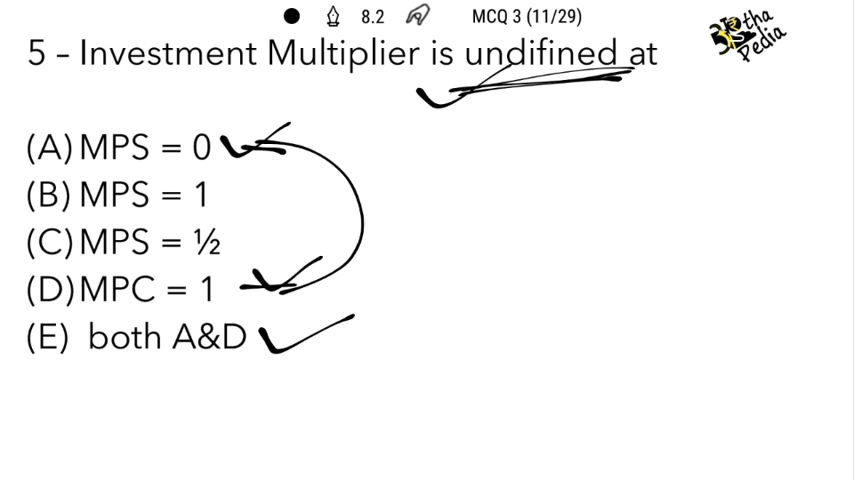 8.2 MCQ 3 (11/29)
5 – Investment Multiplier is undifined at
(A) MPS = 0
(B) MPS = 1
(C) MPS = ½
(D) MPC = 1
(E) both A&D
Pedia